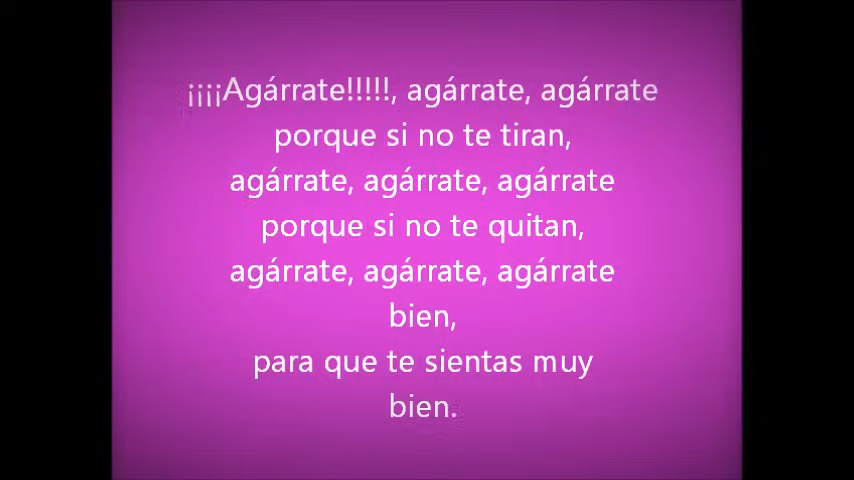 ¡¡¡¡Agárrate!!!!!, agárrate, agárrate
porque si no te tiran,
agárrate, agárrate, agárrate
porque si no te quitan,
agárrate, agárrate, agárrate
bien,
para que te sientas muy
bien.